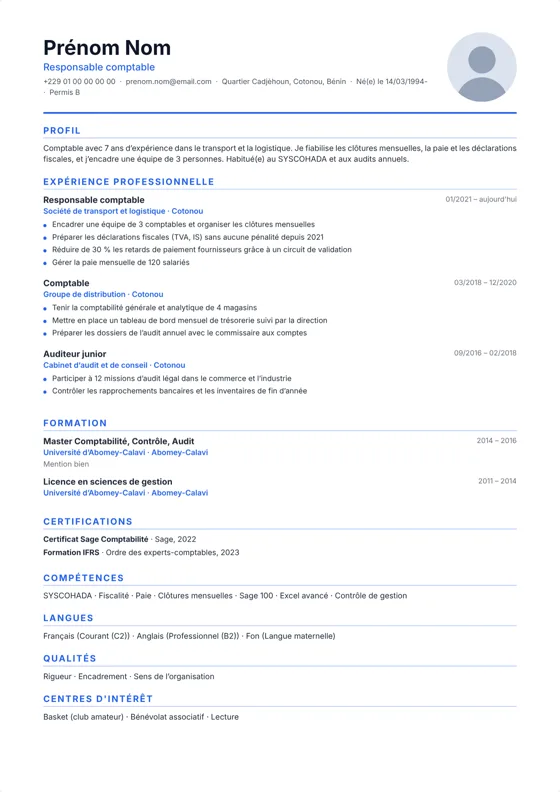 Prénom Nom
Responsable comptable
+229 01 00 00 00 00 · prenom.nom@email.com · Quartier Cadjèhoun, Cotonou, Bénin · Né(e) le 14/03/1994-
· Permis B
PROFIL
Comptable avec 7 ans d'expérience dans le transport et la logistique. Je fiabilise les clôtures mensuelles, la paie et les déclarations
fiscales, et j'encadre une équipe de 3 personnes. Habitué(e) au SYSCOHADA et aux audits annuels.
EXPÉRIENCE PROFESSIONNELLE
Responsable comptable 01/2021 – aujourd'hui
Société de transport et logistique · Cotonou
• Encadrer une équipe de 3 comptables et organiser les clôtures mensuelles
• Préparer les déclarations fiscales (TVA, IS) sans aucune pénalité depuis 2021
• Réduire de 30 % les retards de paiement fournisseurs grâce à un circuit de validation
• Gérer la paie mensuelle de 120 salariés
Comptable 03/2018 – 12/2020
Groupe de distribution · Cotonou
• Tenir la comptabilité générale et analytique de 4 magasins
• Mettre en place un tableau de bord mensuel de trésorerie suivi par la direction
• Préparer les dossiers de l'audit annuel avec le commissaire aux comptes
Auditeur junior 09/2016 – 02/2018
Cabinet d'audit et de conseil · Cotonou
• Participer à 12 missions d'audit légal dans le commerce et l'industrie
• Contrôler les rapprochements bancaires et les inventaires de fin d'année
FORMATION
Master Comptabilité, Contrôle, Audit 2014 – 2016
Université d'Abomey-Calavi · Abomey-Calavi
Mention bien
Licence en sciences de gestion 2011 – 2014
Université d'Abomey-Calavi · Abomey-Calavi
CERTIFICATIONS
Certificat Sage Comptabilité · Sage, 2022
Formation IFRS · Ordre des experts-comptables, 2023
COMPÉTENCES
SYSCOHADA · Fiscalité · Paie · Clôtures mensuelles · Sage 100 · Excel avancé · Contrôle de gestion
LANGUES
Français (Courant (C2)) · Anglais (Professionnel (B2)) · Fon (Langue maternelle)
QUALITÉS
Rigueur · Encadrement · Sens de l'organisation
CENTRES D'INTÉRÊT
Basket (club amateur) · Bénévolat associatif · Lecture